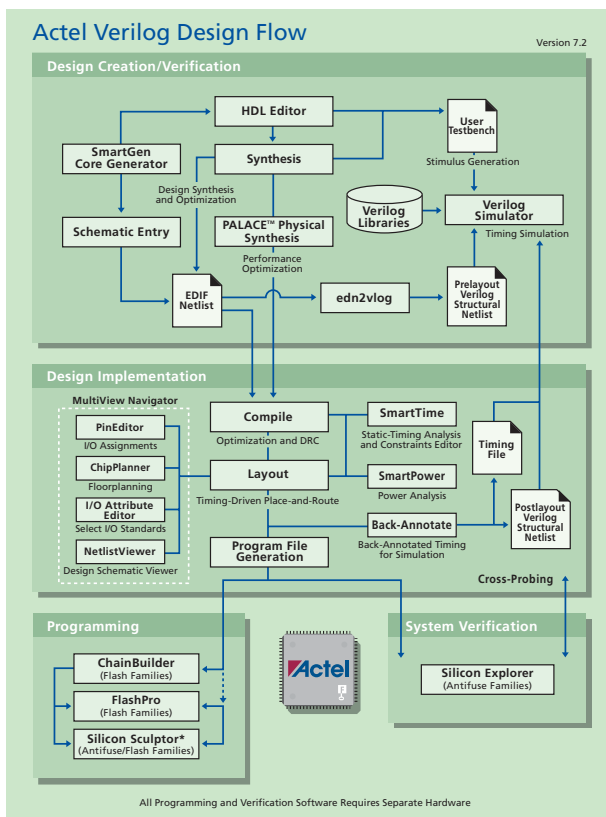 Actel Verilog Design Flow
Version 7.2
Design Creation/Verification
HDL Editor
User
Testbench
SmartGen
Core Generator
Synthesis
Stimulus Generation
Design Synthesis
and Optimization
Verilog
Libraries
Verilog
Simulator
Schematic Entry
PALACE™ Physical
Synthesis
Timing Simulation
Performance
Optimization
EDIF
Netlist
edn2vlog
Prelayout
Verilog
Structural
Netlist
Design Implementation
MultiView Navigator
PinEditor
I/O Assignments
ChipPlanner
Floorplanning
I/O Attribute
Editor
Select I/O Standards
NetlistViewer
Design Schematic Viewer
Compile
Optimization and DRC
Layout
Timing-Driven Place-and-Route
Program File
Generation
SmartTime
Static-Timing Analysis
and Constraints Editor
SmartPower
Power Analysis
Back-Annotate
Back-Annotated Timing
for Simulation
Timing
File
Postlayout
Verilog
Structural
Netlist
Cross-Probing
Programming
ChainBuilder
(Flash Families)
FlashPro
(Flash Families)
Silicon Sculptor*
(Antifuse/Flash Families)
Actel
F
System Verification
Silicon Explorer
(Antifuse Families)
All Programming and Verification Software Requires Separate Hardware